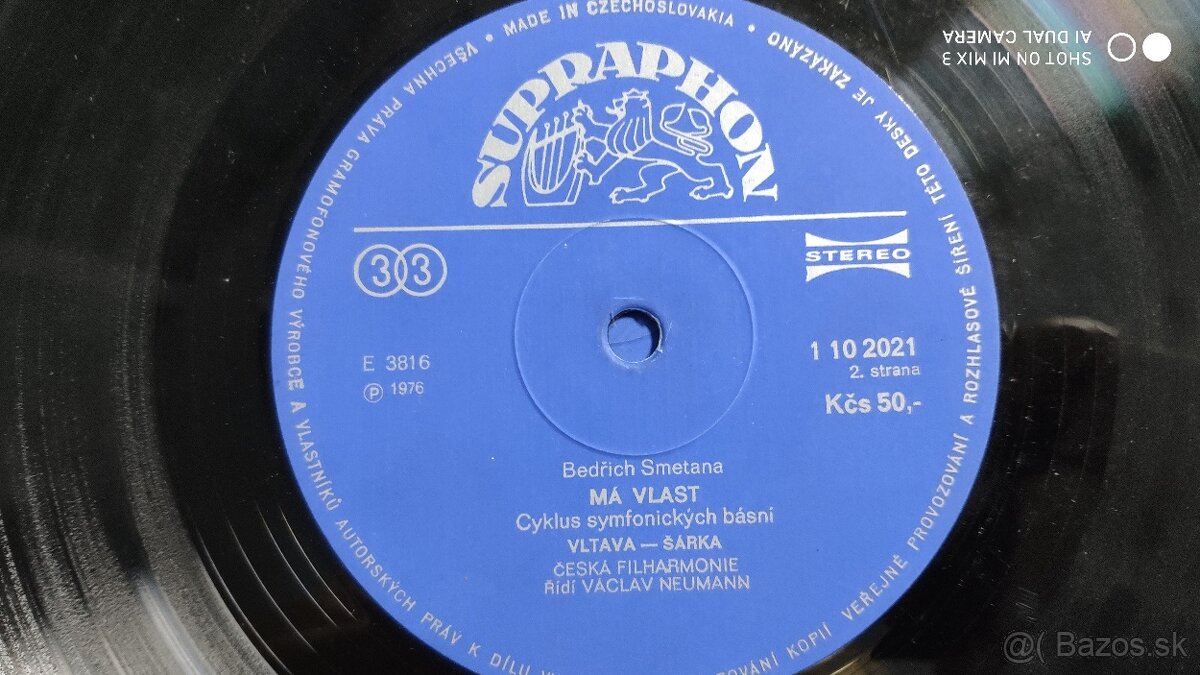 SHOT ON MI MIX 3
AI DUAL CAMERA
• VŠECHNA PRÁVA GRAMOFONOVÉHO VÝROBCE A VLASTNÍKŮ AUTORSKÝCH PRÁV K DÍLU
KOPIÍ VEŘEJNÉ PROVOZOVÁNÍ A ROZHLASOVÉ ŠÍŘENÍ TÉTO DESKY JE ZAKÁZÁNO •
MADE IN CZECHOSLOVAKIA
SUPRAPHON
33
STEREO
E 3816
℗ 1976
1 10 2021
2. strana
Kčs 50,-
Bedřich Smetana
MÁ VLAST
Cyklus symfonických básní
VLTAVA — ŠÁRKA
ČESKÁ FILHARMONIE
Řídí VÁCLAV NEUMANN
@( Bazos.sk